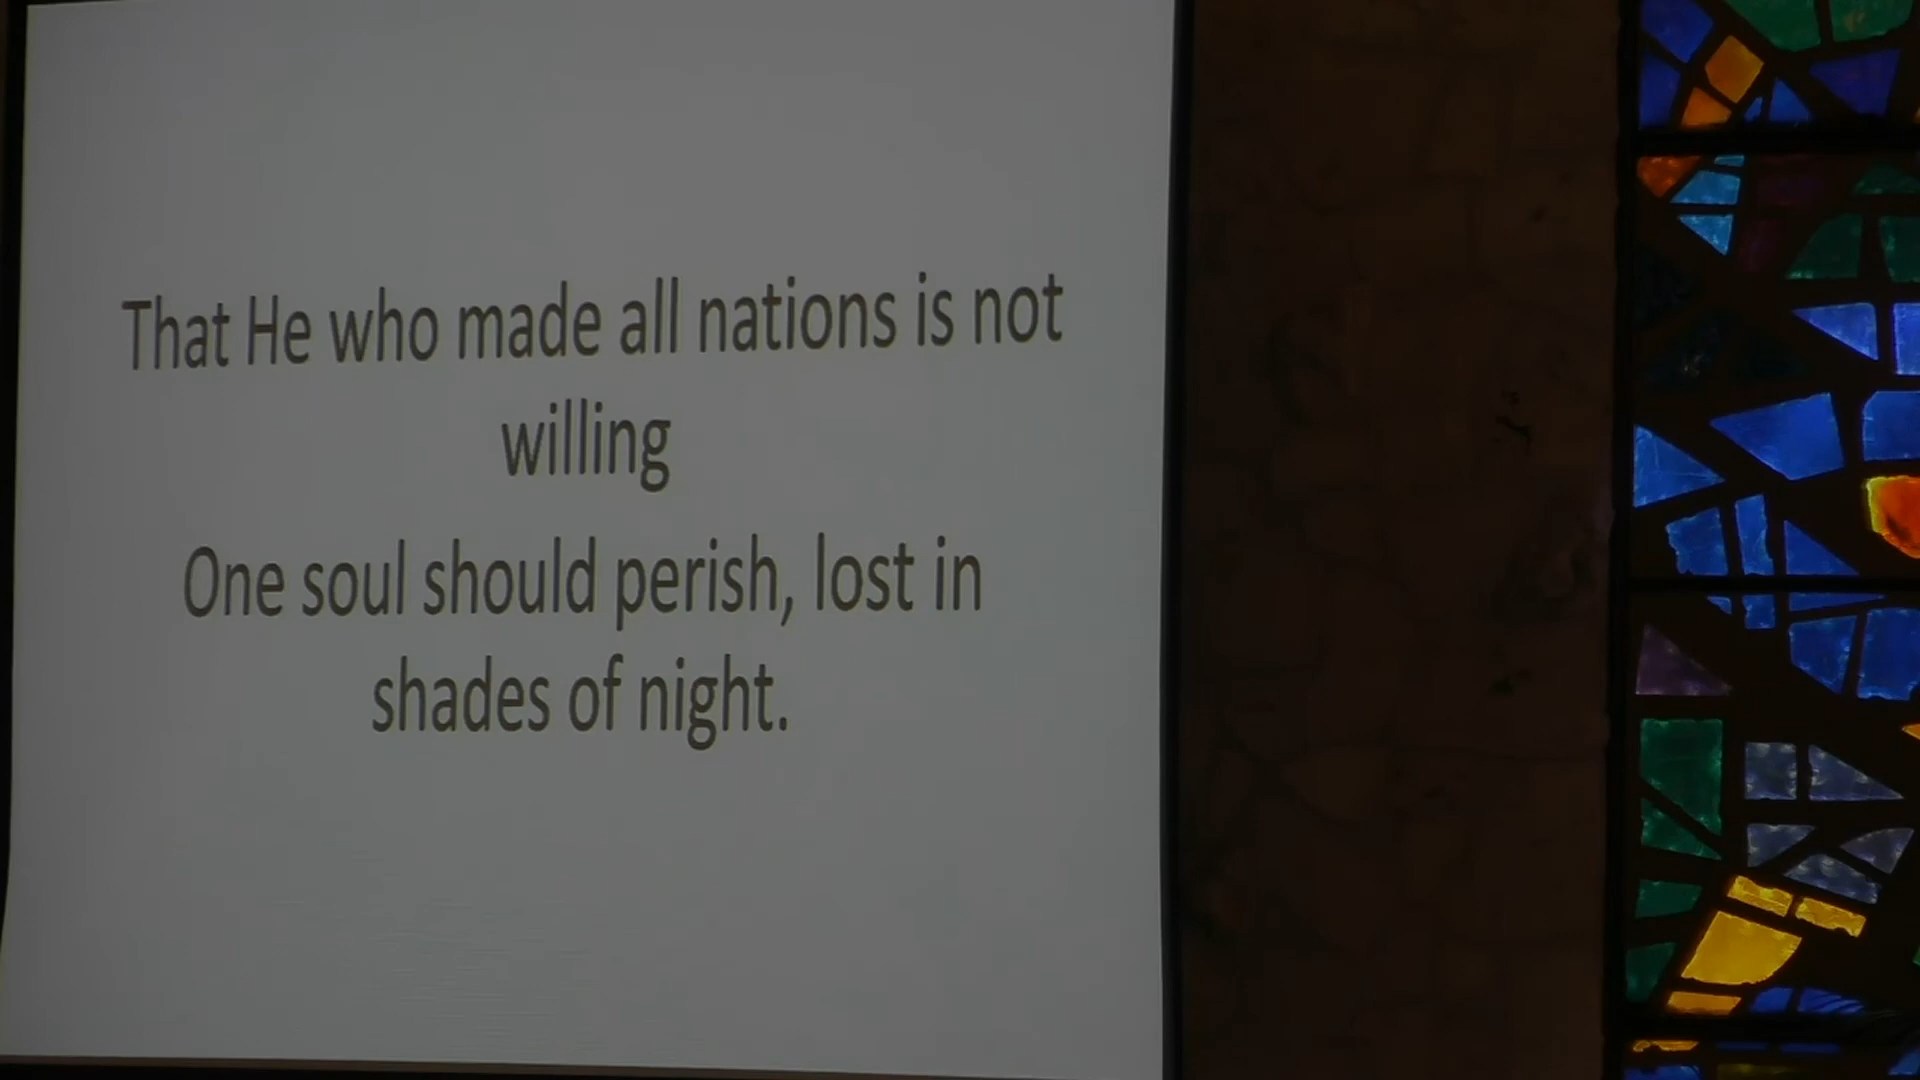 That He who made all nations is not
willing
One soul should perish, lost in
shades of night.